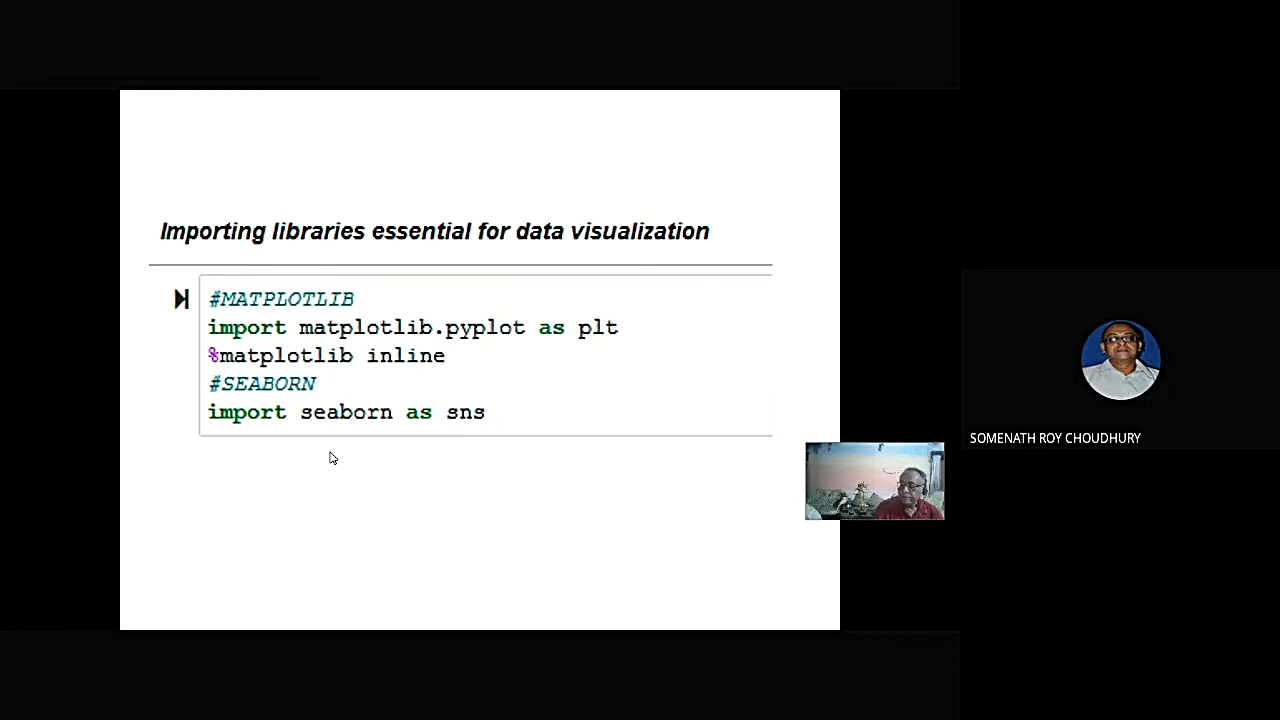 Importing libraries essential for data visualization
#MATPLOTLIB
import matplotlib.pyplot as plt
%matplotlib inline
#SEABORN
import seaborn as sns
SOMENATH ROY CHOUDHURY